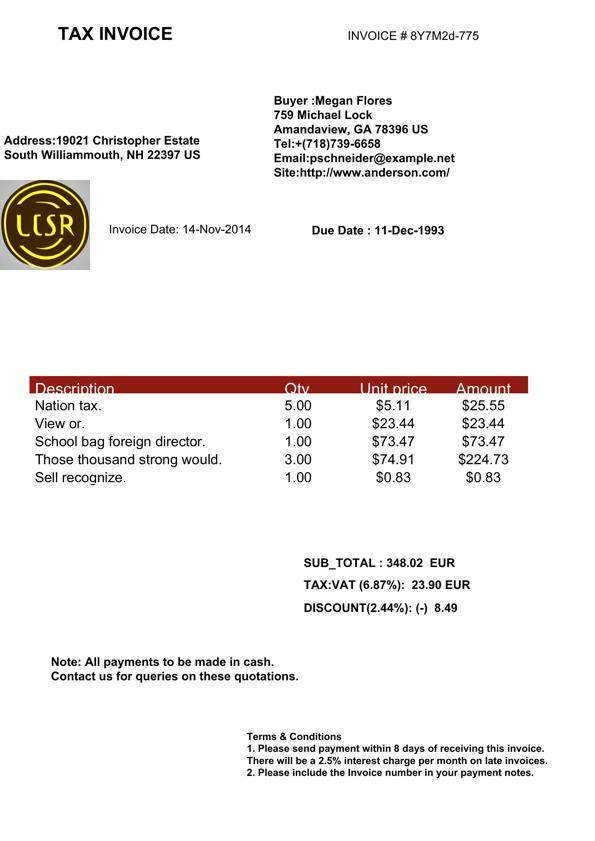 TAX INVOICE
INVOICE # 8Y7M2d-775
Buyer :Megan Flores
759 Michael Lock
Amandaview, GA 78396 US
Tel:+(718)739-6658
Email:pschneider@example.net
Site:http://www.anderson.com/
Address:19021 Christopher Estate
South Williammouth, NH 22397 US
LCSR
Invoice Date: 14-Nov-2014
Due Date : 11-Dec-1993
Description Qty Unit price Amount
Nation tax. 5.00 $5.11 $25.55
View or. 1.00 $23.44 $23.44
School bag foreign director. 1.00 $73.47 $73.47
Those thousand strong would. 3.00 $74.91 $224.73
Sell recognize. 1.00 $0.83 $0.83
SUB_TOTAL : 348.02 EUR
TAX:VAT (6.87%): 23.90 EUR
DISCOUNT(2.44%): (-) 8.49
Note: All payments to be made in cash.
Contact us for queries on these quotations.
Terms & Conditions
1. Please send payment within 8 days of receiving this invoice.
There will be a 2.5% interest charge per month on late invoices.
2. Please include the Invoice number in your payment notes.